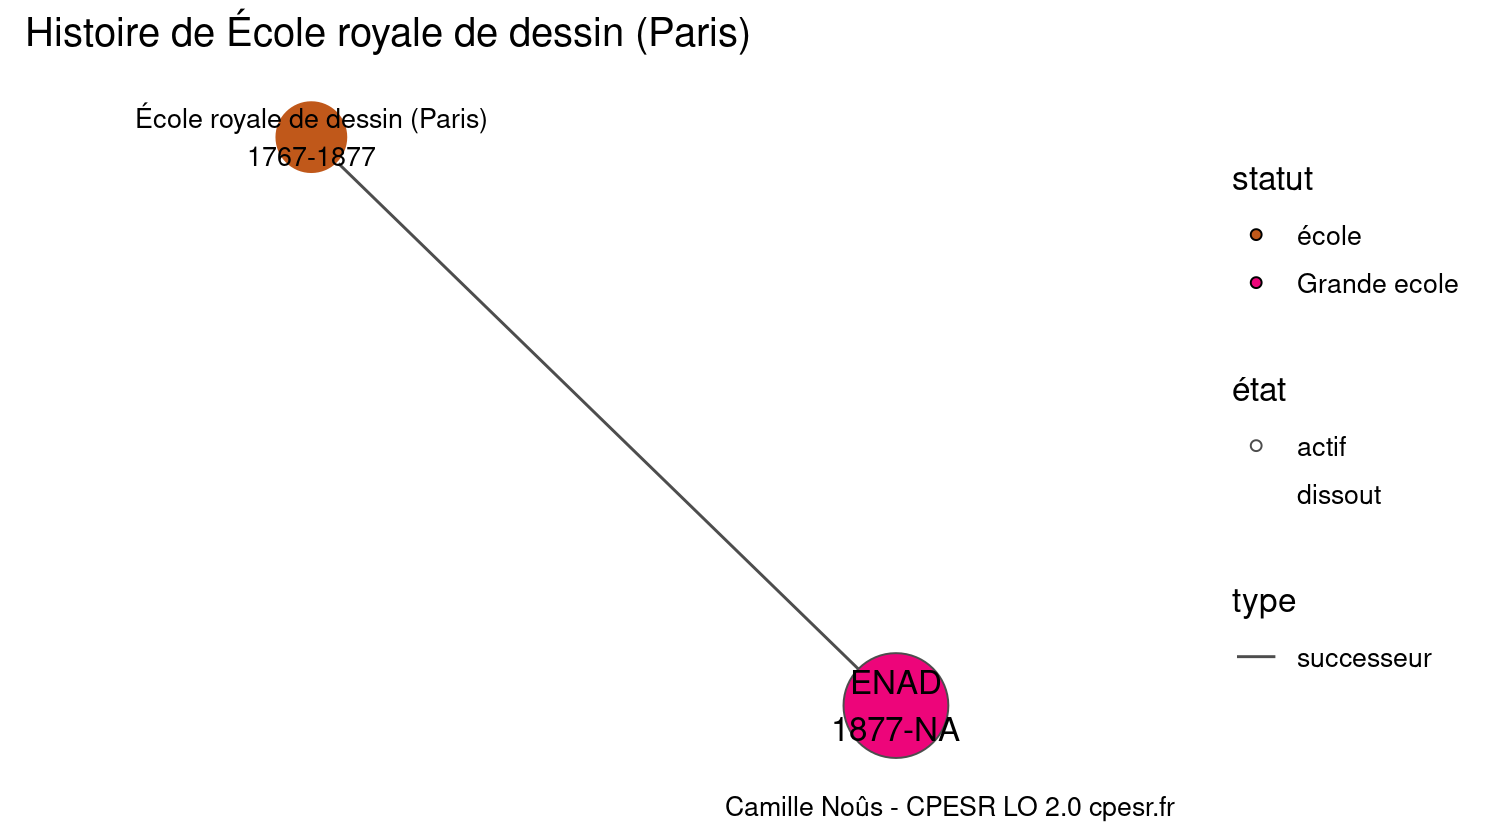 Histoire de École royale de dessin (Paris)
École royale de dessin (Paris)
1767-1877
ENAD
1877-NA
statut
école
Grande ecole
état
actif
dissout
type
successeur
Camille Noûs - CPESR LO 2.0 cpesr.fr